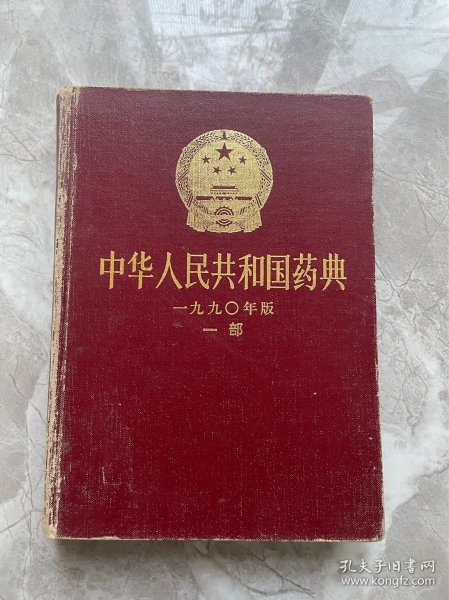 中华人民共和国药典
一九九〇年版
一部
孔夫子旧书网
www.kongfz.com